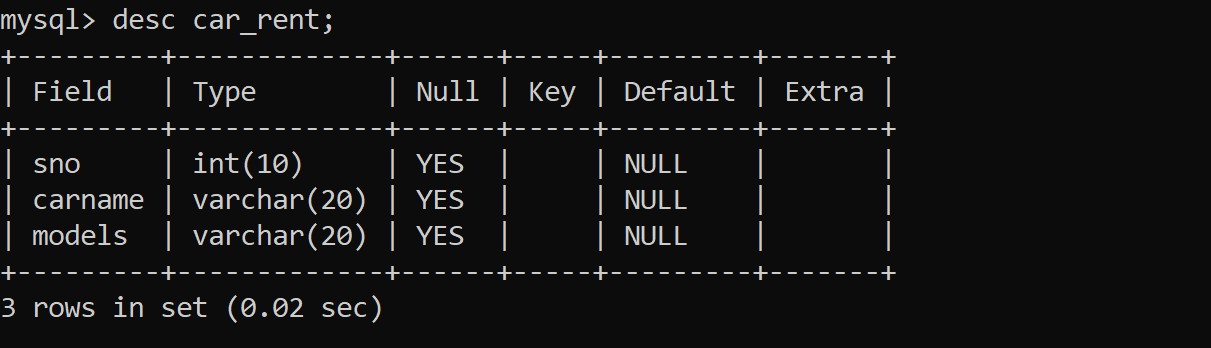 mysql> desc car_rent;
+---------+-------------+------+-----+---------+-------+
| Field   | Type        | Null | Key | Default | Extra |
+---------+-------------+------+-----+---------+-------+
| sno     | int(10)     | YES  |     | NULL    |       |
| carname | varchar(20) | YES  |     | NULL    |       |
| models  | varchar(20) | YES  |     | NULL    |       |
+---------+-------------+------+-----+---------+-------+
3 rows in set (0.02 sec)